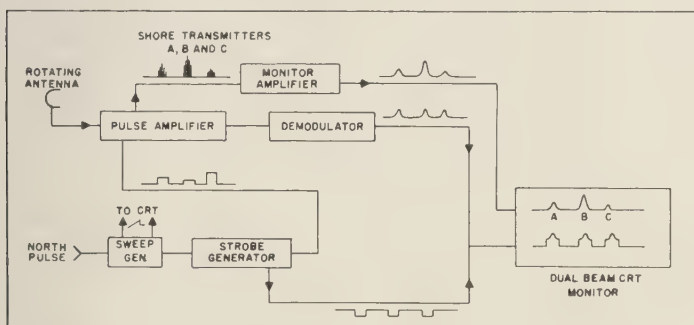 SHORE TRANSMITTERS
A, B AND C
ROTATING
ANTENNA
MONITOR
AMPLIFIER
PULSE AMPLIFIER
DEMODULATOR
TO CRT
NORTH
PULSE
SWEEP
GEN.
STROBE
GENERATOR
A B C
DUAL BEAM CRT
MONITOR